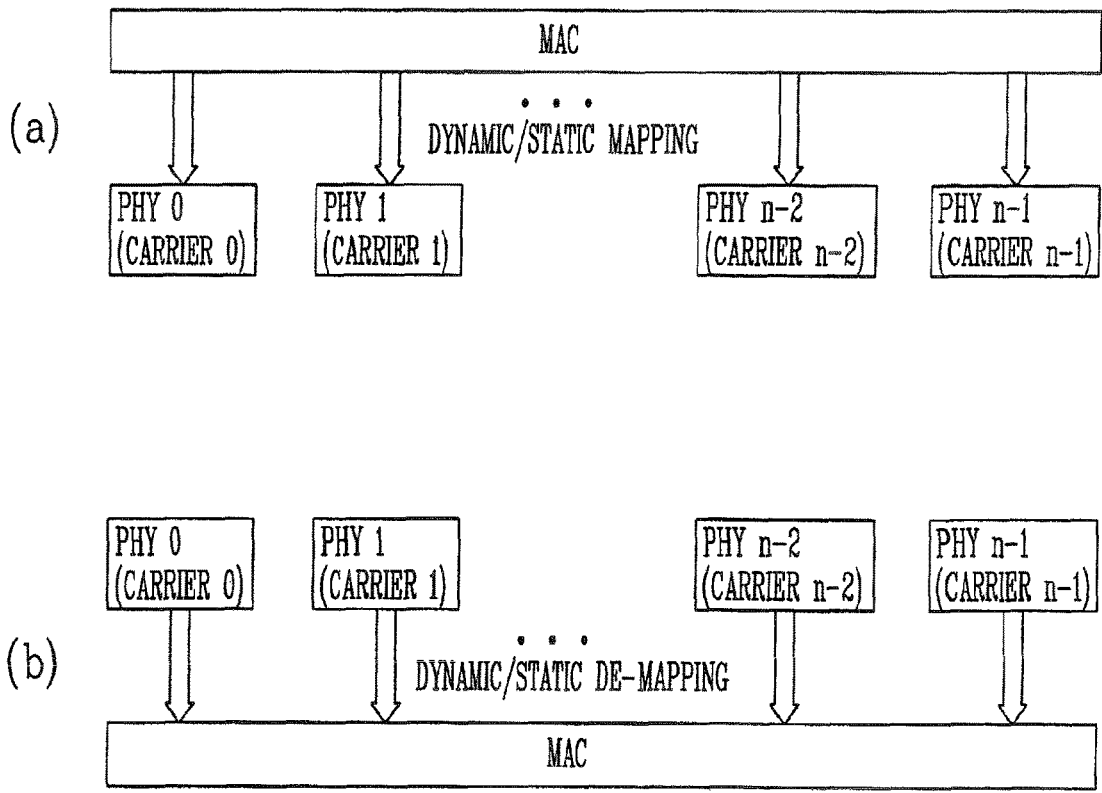 MAC
(a)
• • •
DYNAMIC/STATIC MAPPING
PHY 0
(CARRIER 0)
PHY 1
(CARRIER 1)
PHY n-2
(CARRIER n-2)
PHY n-1
(CARRIER n-1)
PHY 0
(CARRIER 0)
PHY 1
(CARRIER 1)
PHY n-2
(CARRIER n-2)
PHY n-1
(CARRIER n-1)
(b)
• • •
DYNAMIC/STATIC DE-MAPPING
MAC